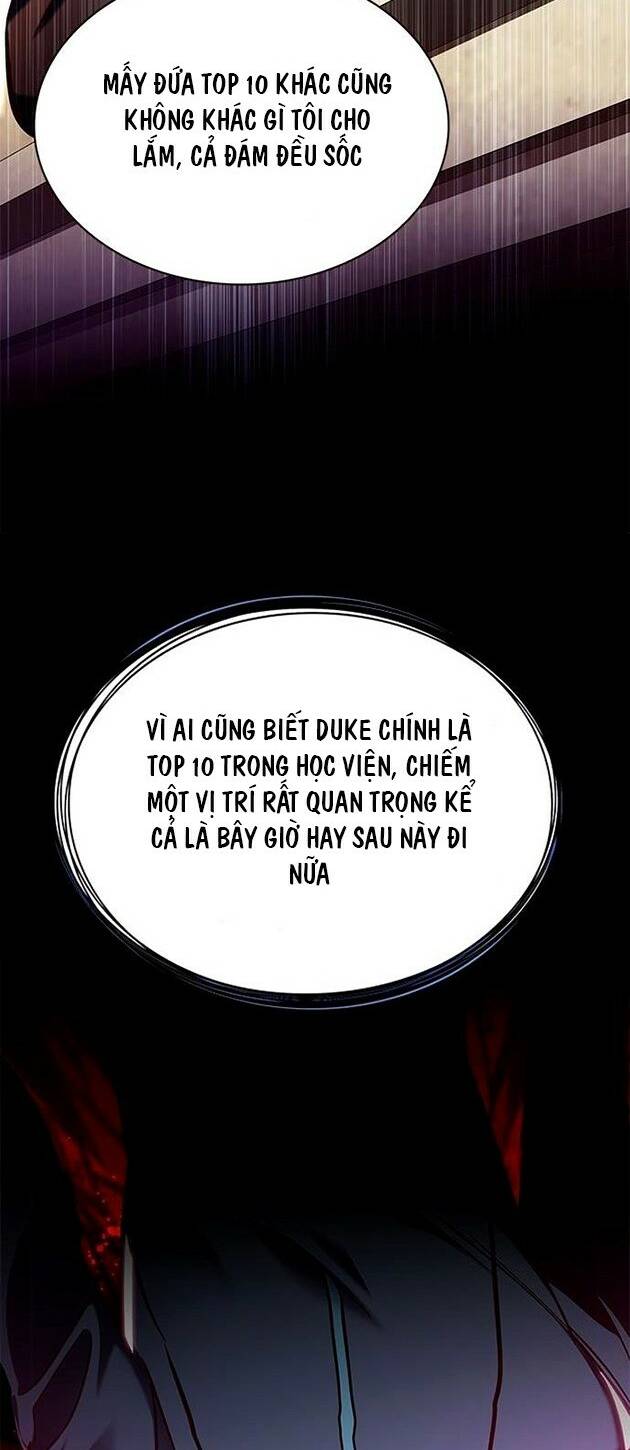 MẤY ĐỨA TOP 10 KHÁC CŨNG
KHÔNG KHÁC GÌ TÔI CHO
LẮM, CẢ ĐÁM ĐỀU SỐC
VÌ AI CŨNG BIẾT DUKE CHÍNH LÀ
TOP 10 TRONG HỌC VIỆN, CHIẾM
MỘT VỊ TRÍ RẤT QUAN TRỌNG KỂ
CẢ LÀ BÂY GIỜ HAY SAU NÀY ĐI
NỮA